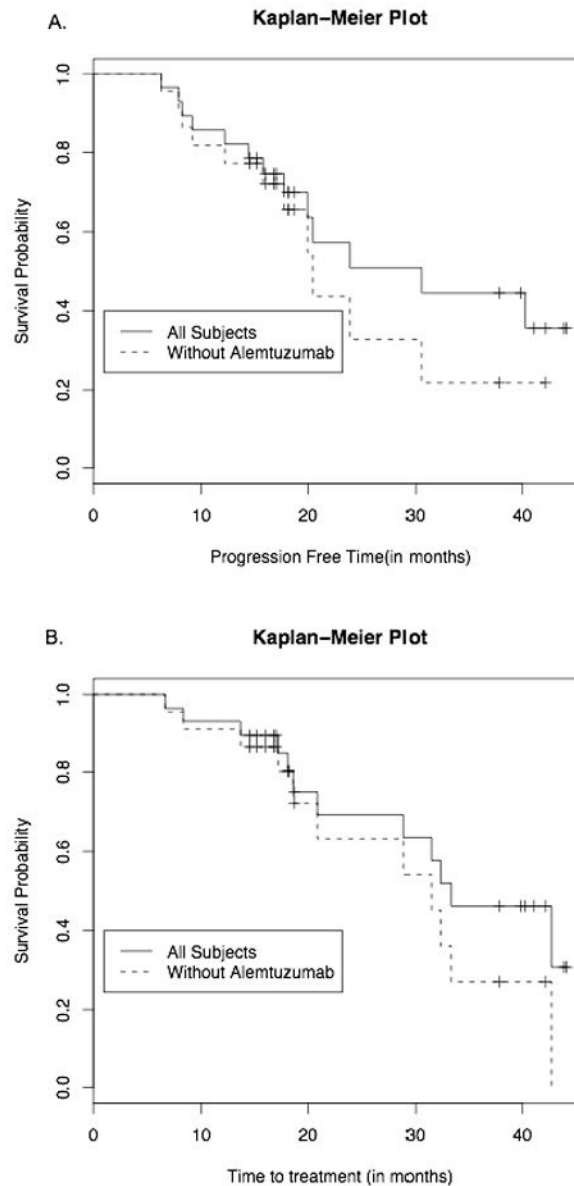 A.
Kaplan−Meier Plot
Survival Probability
1.0
0.8
0.6
0.4
0.2
0.0
All Subjects
Without Alemtuzumab
0 10 20 30 40
Progression Free Time(in months)
B.
Kaplan−Meier Plot
Survival Probability
1.0
0.8
0.6
0.4
0.2
0.0
All Subjects
Without Alemtuzumab
0 10 20 30 40
Time to treatment (in months)